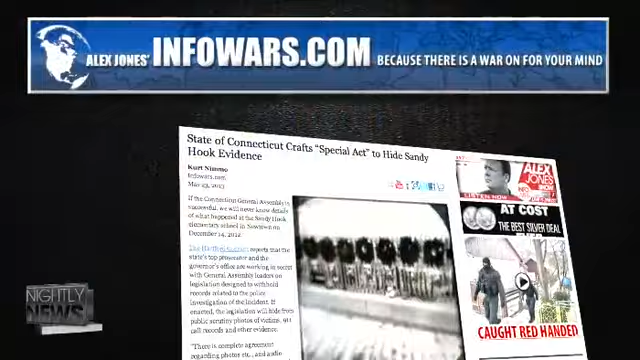 ALEX JONES' INFOWARS.COM BECAUSE THERE IS A WAR ON FOR YOUR MIND
State of Connecticut Crafts "Special Act" to Hide Sandy
Hook Evidence
Kurt Nimmo
Infowars.com
May 23, 2013
If the Connecticut General Assembly is
successful, we will never know details
of what happened at the Sandy Hook
elementary school in Newtown on
December 14, 2012.
The Hartford Courant reports that the
state's top prosecutor and the
governor's office are working in secret
with General Assembly leaders on
legislation designed to withhold
records related to the police
investigation of the incident. If
enacted, the legislation will hide from
public scrutiny photos of victims, 911
call records and other evidence.
"There is complete agreement
regarding photos etc., and audio
ALEX
JONES
LISTEN NOW
AT COST
THE BEST SILVER DEAL
EVER
CAUGHT RED HANDED
NIGHTLY
NEWS